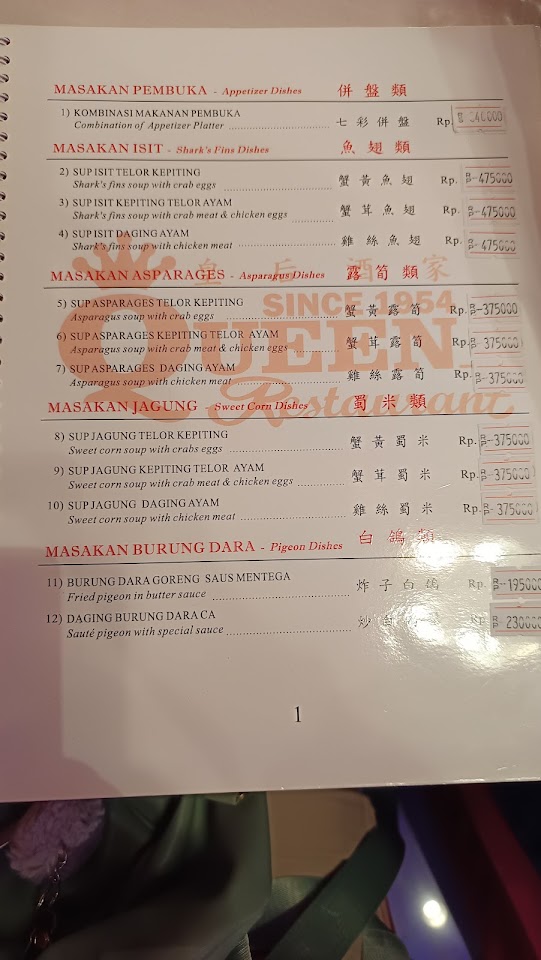 MASAKAN PEMBUKA - Appetizer Dishes 併盤類
1) KOMBINASI MAKANAN PEMBUKA
Combination of Appetizer Platter 七彩併盤 Rp.
MASAKAN ISIT - Shark's Fins Dishes 魚翅類
2) SUP ISIT TELOR KEPITING
Shark's fins soup with crab eggs 蟹黃魚翅 Rp. 475000
3) SUP ISIT KEPITING TELOR AYAM
Shark's fins soup with crab meat & chicken eggs 蟹茸魚翅 Rp. 475000
4) SUP ISIT DAGING AYAM
Shark's fins soup with chicken meat 雞絲魚翅 Rp. 475000
皇后酒家
MASAKAN ASPARAGES - Asparagus Dishes 露筍類
SINCE 1954
QUEEN
Restaurant
5) SUP ASPARAGES TELOR KEPITING
Asparagus soup with crab eggs 蟹黃露筍 Rp. 375000
6) SUP ASPARAGES KEPITING TELOR AYAM
Asparagus soup with crab meat & chicken eggs 蟹茸露筍 Rp. 375000
7) SUP ASPARAGES DAGING AYAM
Asparagus soup with chicken meat 雞絲露筍 Rp. 375000
MASAKAN JAGUNG - Sweet Corn Dishes 蜀米類
8) SUP JAGUNG TELOR KEPITING
Sweet corn soup with crabs eggs 蟹黃蜀米 Rp. 375000
9) SUP JAGUNG KEPITING TELOR AYAM
Sweet corn soup with crab meat & chicken eggs 蟹茸蜀米 Rp. 375000
10) SUP JAGUNG DAGING AYAM
Sweet corn soup with chicken meat 雞絲蜀米 Rp. 375000
MASAKAN BURUNG DARA - Pigeon Dishes 白鴿類
11) BURUNG DARA GORENG SAUS MENTEGA
Fried pigeon in butter sauce 炸子白鴿 Rp. 195000
12) DAGING BURUNG DARA CA
Sauté pigeon with special sauce 炒 Rp. 230000
1